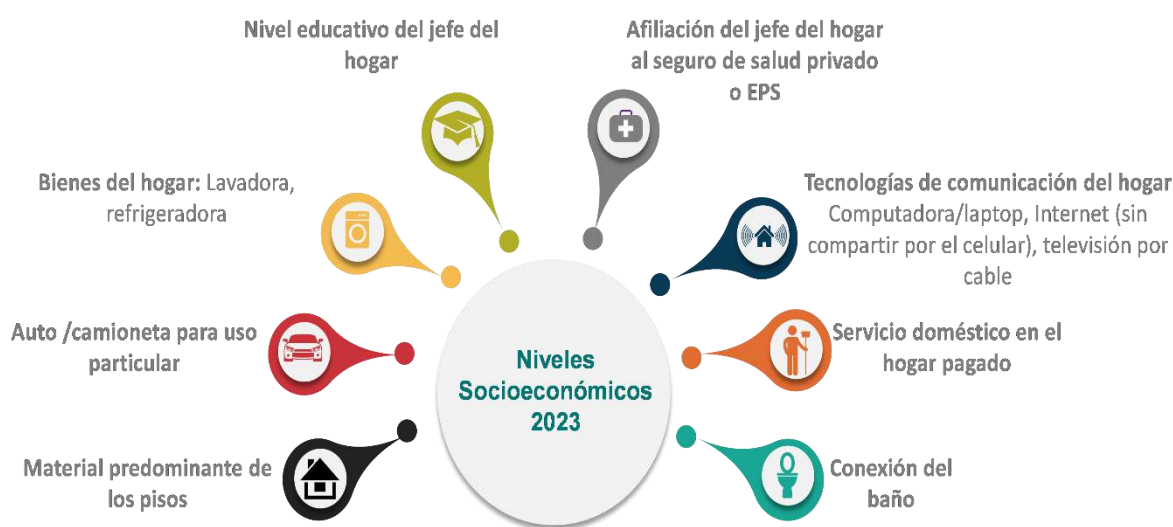 Nivel educativo del jefe del
hogar
Afiliación del jefe del hogar
al seguro de salud privado
o EPS
Bienes del hogar: Lavadora,
refrigeradora
Tecnologías de comunicación del hogar
Computadora/laptop, Internet (sin
compartir por el celular), televisión por
cable
Auto /camioneta para uso
particular
Servicio doméstico en el
hogar pagado
Niveles
Socioeconómicos
2023
Material predominante de
los pisos
Conexión del
baño